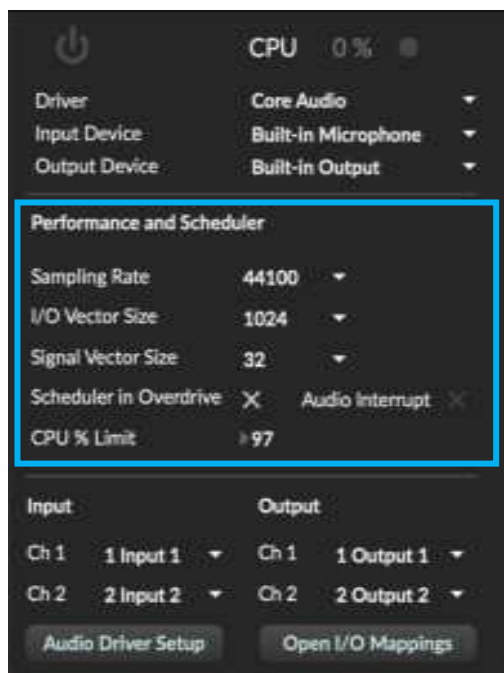 CPU 0%
Driver Core Audio
Input Device Built-in Microphone
Output Device Built-in Output
Performance and Scheduler
Sampling Rate 44100
I/O Vector Size 1024
Signal Vector Size 32
Scheduler in Overdrive X Audio Interrupt X
CPU % Limit 97
Input Output
Ch 1 1 Input 1 Ch 1 1 Output 1
Ch 2 2 Input 2 Ch 2 2 Output 2
Audio Driver Setup Open I/O Mappings